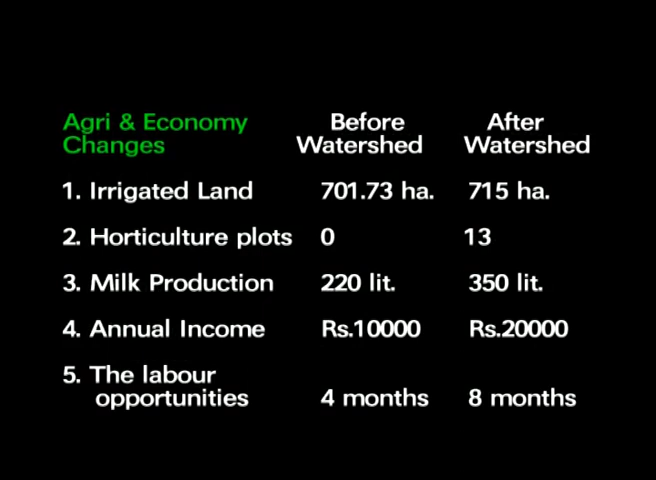 Agri & Economy Before After
Changes Watershed Watershed
1. Irrigated Land 701.73 ha. 715 ha.
2. Horticulture plots 0 13
3. Milk Production 220 lit. 350 lit.
4. Annual Income Rs.10000 Rs.20000
5. The labour
opportunities 4 months 8 months